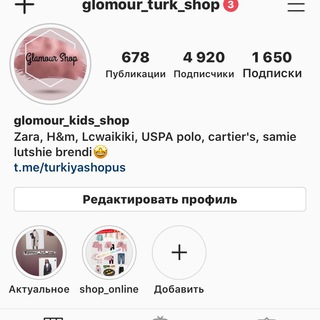 glomour_turk_shop 3
Glamour Shop
678 4 920 1 650
Публикации Подписчики Подписки
glomour_kids_shop
Zara, H&m, Lcwaikiki, USPA polo, cartier's, samie
lutshie brendi🤩
t.me/turkiyashopus
Редактировать профиль
Актуальное shop_online Добавить